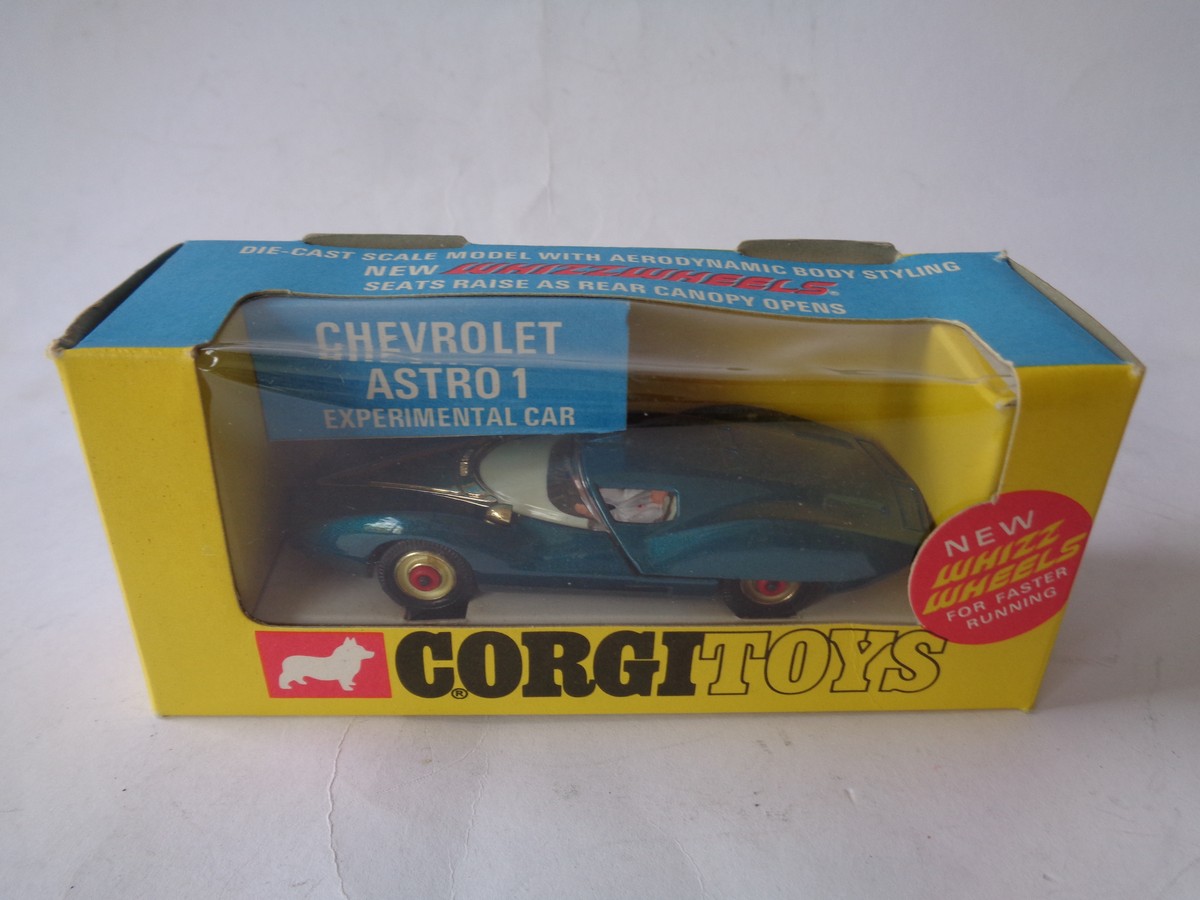 DIE-CAST SCALE MODEL WITH AERODYNAMIC BODY STYLING
NEW WHIZZWHEELS®
SEATS RAISE AS REAR CANOPY OPENS
CHEVROLET
ASTRO 1
EXPERIMENTAL CAR
NEW
WHIZZ
WHEELS
FOR FASTER
RUNNING
CORGI TOYS
®